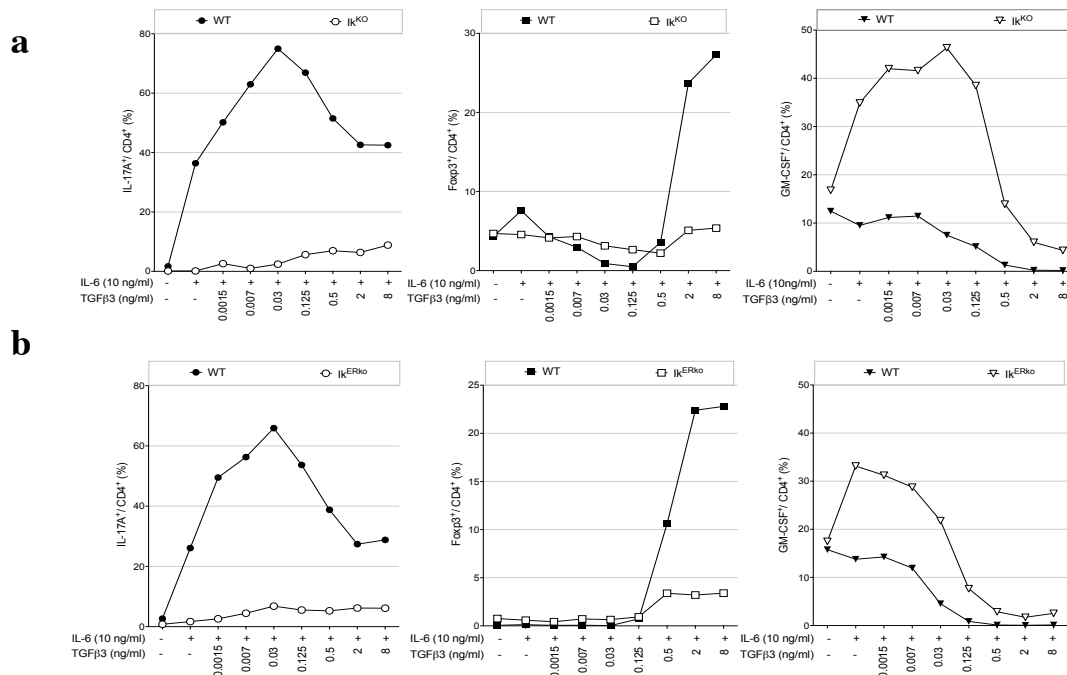 a
WT
Ik^KO
IL-17A⁺/ CD4⁺ (%)
80
60
40
20
0
IL-6 (10 ng/ml) - + + + + + + + +
TGFβ3 (ng/ml) - - 0.0015 0.007 0.03 0.125 0.5 2 8
WT
Ik^KO
Foxp3⁺/ CD4⁺ (%)
30
20
10
0
IL-6 (10 ng/ml) - + + + + + + + +
TGFβ3 (ng/ml) - - 0.0015 0.007 0.03 0.125 0.5 2 8
WT
Ik^KO
GM-CSF⁺/ CD4⁺ (%)
50
40
30
20
10
0
IL-6 (10ng/ml) - + + + + + + + +
TGFβ3 (ng/ml) - - 0.0015 0.007 0.03 0.125 0.5 2 8
b
WT
Ik^ERko
IL-17A⁺/ CD4⁺ (%)
80
60
40
20
0
IL-6 (10 ng/ml) - + + + + + + + +
TGFβ3 (ng/ml) - - 0.0015 0.007 0.03 0.125 0.5 2 8
WT
Ik^ERko
Foxp3⁺/ CD4⁺ (%)
25
20
15
10
5
0
IL-6 (10 ng/ml) - + + + + + + + +
TGFβ3 (ng/ml) - - 0.0015 0.007 0.03 0.125 0.5 2 8
WT
Ik^ERko
GM-CSF⁺/ CD4⁺ (%)
50
40
30
20
10
0
IL-6 (10 ng/ml) - + + + + + + + +
TGFβ3 (ng/ml) - - 0.0015 0.007 0.03 0.125 0.5 2 8